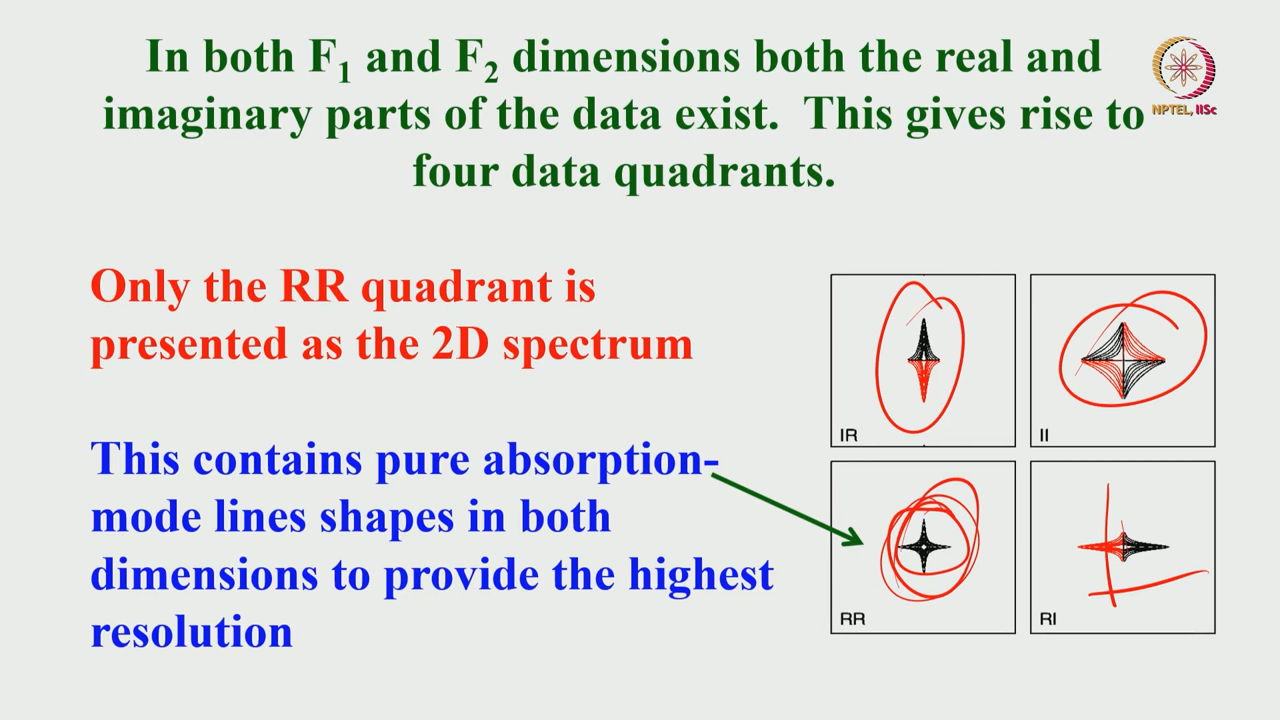 In both F₁ and F₂ dimensions both the real and
imaginary parts of the data exist. This gives rise to
four data quadrants.
NPTEL, IISc
Only the RR quadrant is
presented as the 2D spectrum
This contains pure absorption-
mode lines shapes in both
dimensions to provide the highest
resolution
IR
II
RR
RI